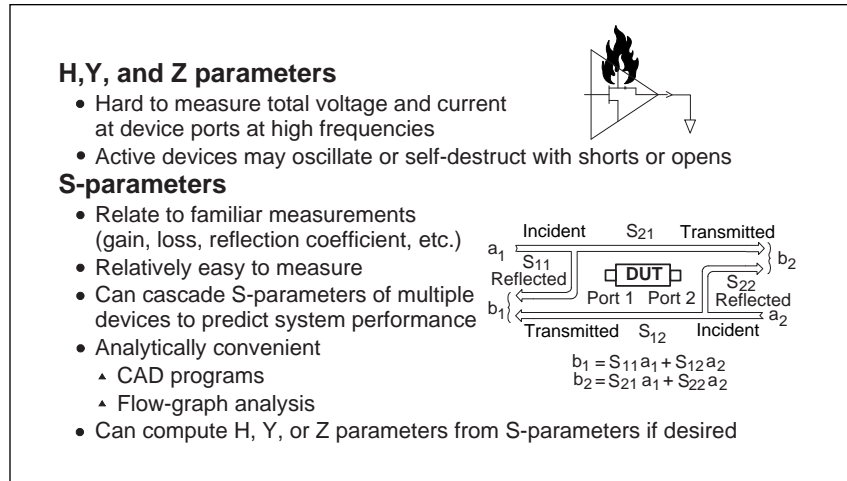 H,Y, and Z parameters
• Hard to measure total voltage and current
at device ports at high frequencies
• Active devices may oscillate or self-destruct with shorts or opens
S-parameters
• Relate to familiar measurements
(gain, loss, reflection coefficient, etc.)
• Relatively easy to measure
• Can cascade S-parameters of multiple
devices to predict system performance
• Analytically convenient
▲ CAD programs
▲ Flow-graph analysis
• Can compute H, Y, or Z parameters from S-parameters if desired
Incident S21 Transmitted
a1
b2
S11
Reflected
DUT
S22
Reflected
Port 1 Port 2
b1
a2
Transmitted S12 Incident
b1 = S11 a1 + S12 a2
b2 = S21 a1 + S22 a2